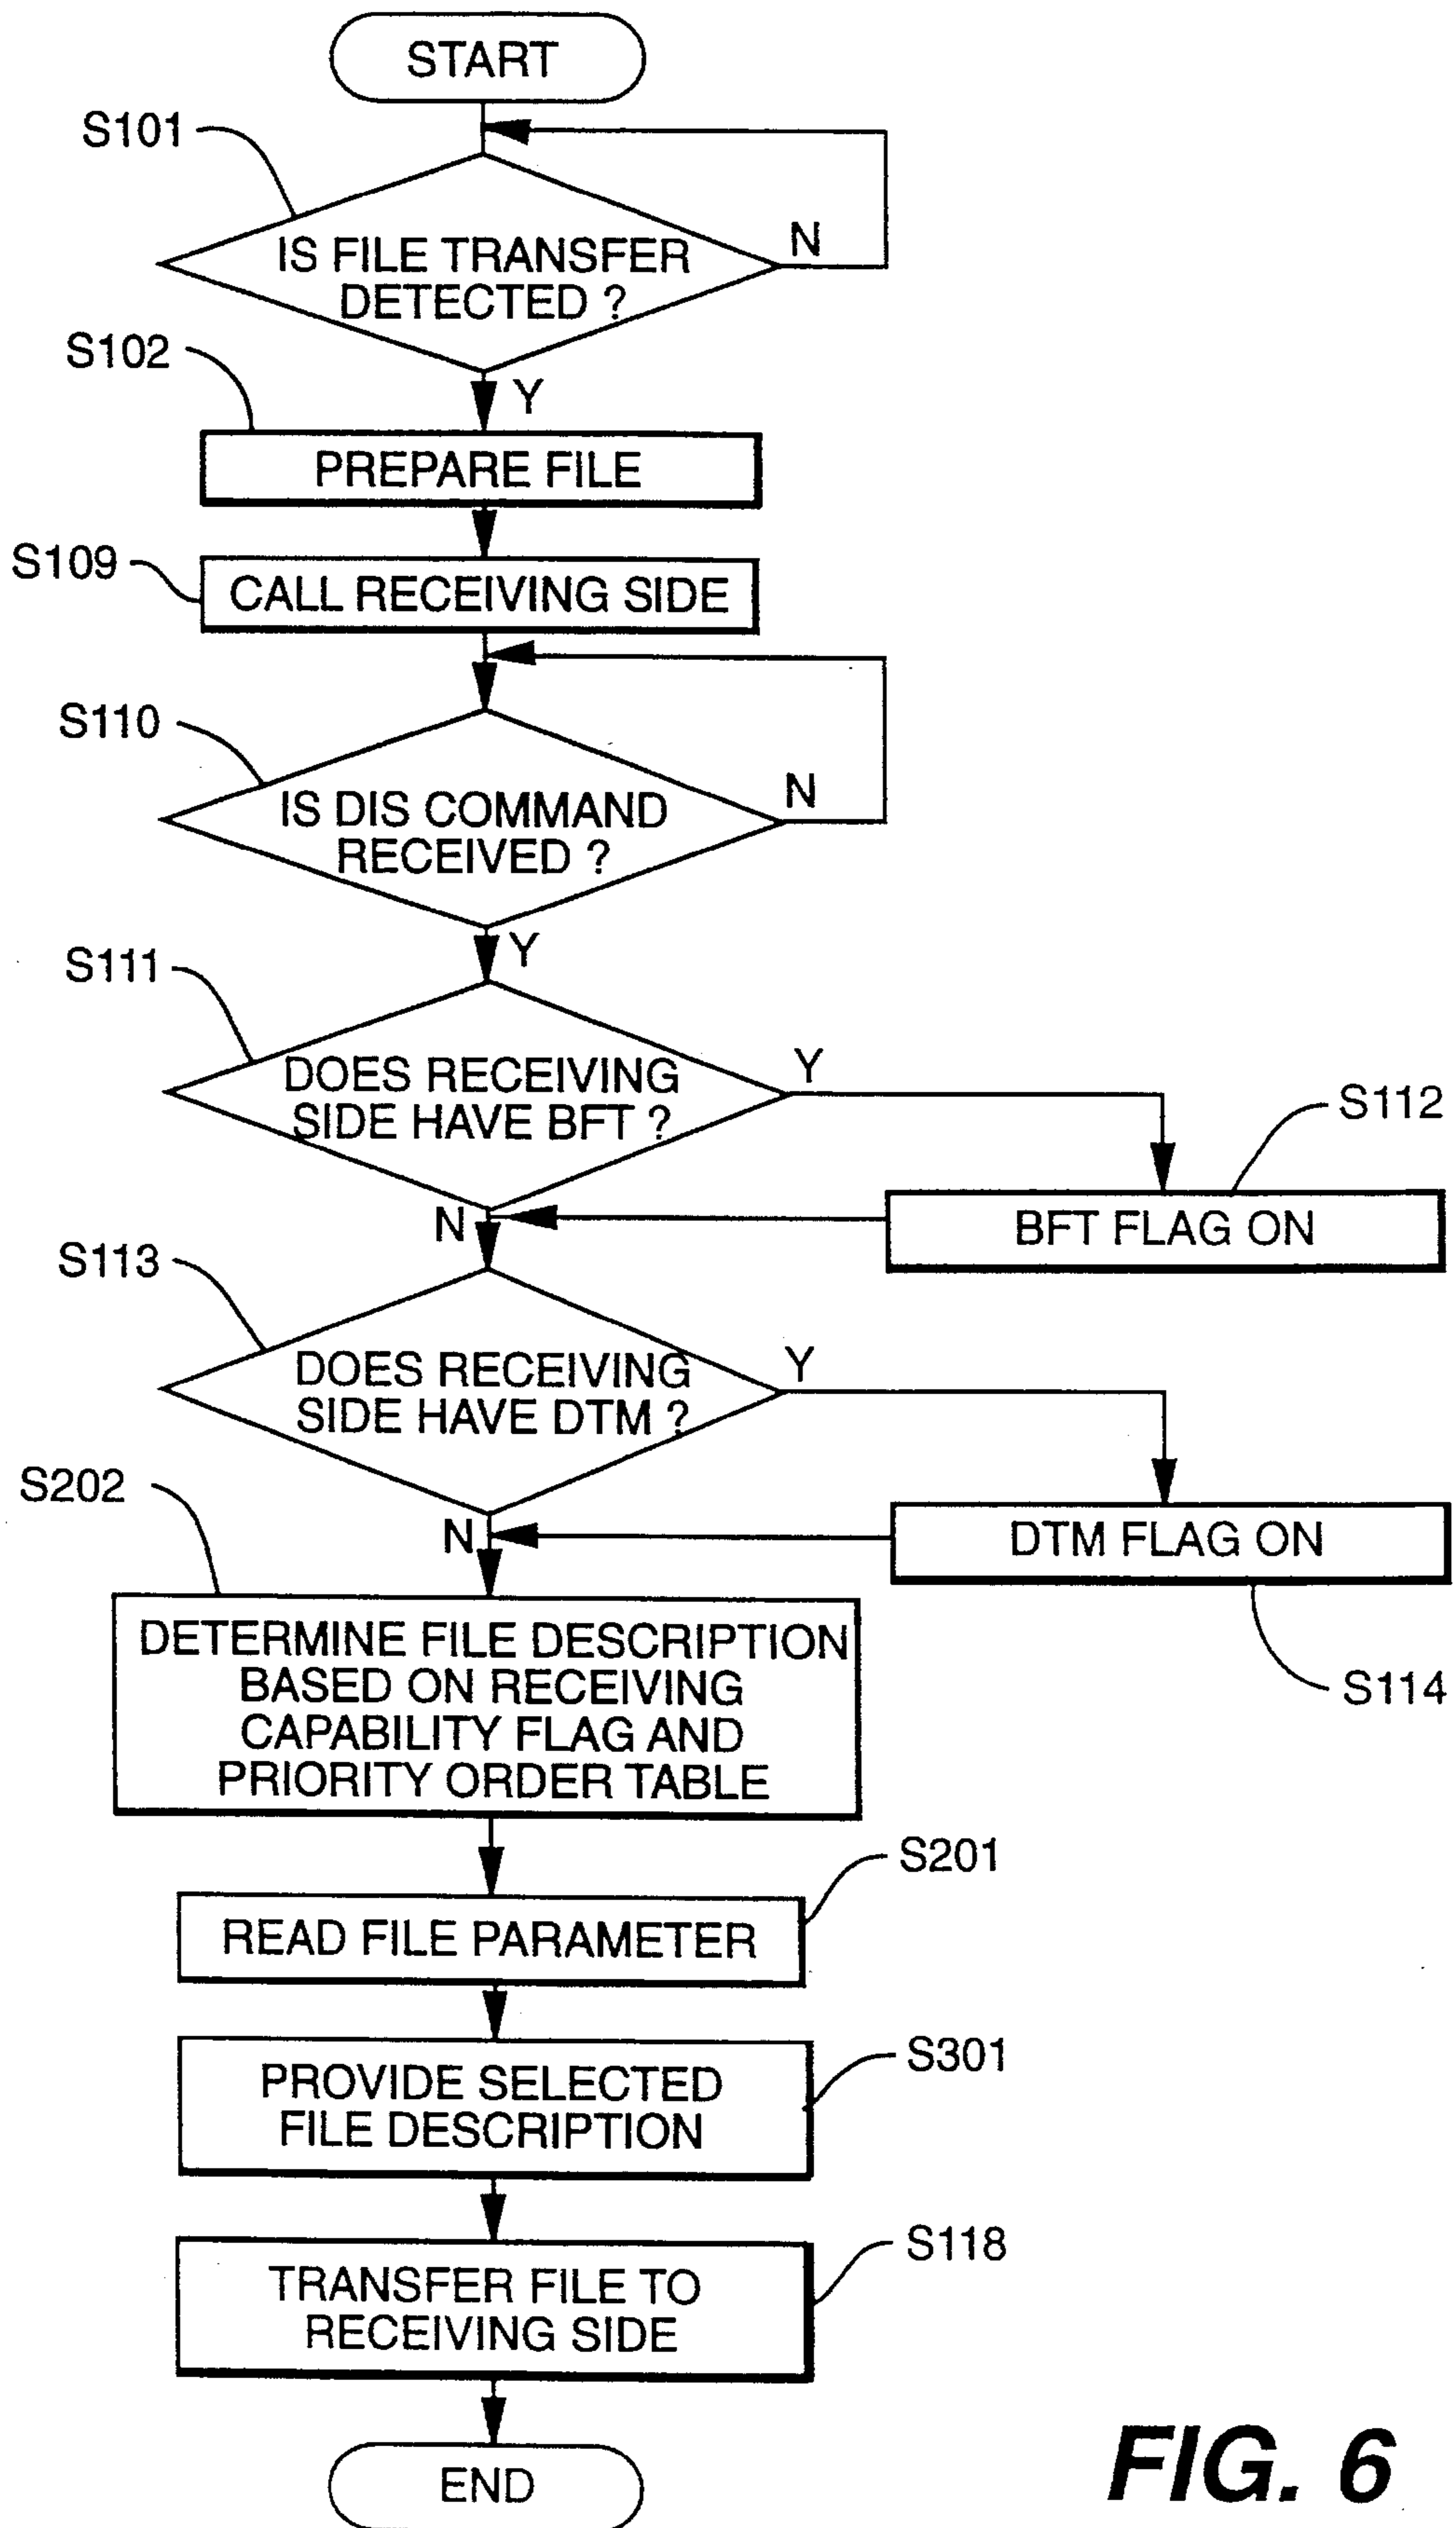 START
S101
IS FILE TRANSFER
DETECTED ?
N
S102
Y
PREPARE FILE
S109
CALL RECEIVING SIDE
S110
IS DIS COMMAND
RECEIVED ?
N
Y
S111
DOES RECEIVING
SIDE HAVE BFT ?
Y
S112
BFT FLAG ON
N
S113
DOES RECEIVING
SIDE HAVE DTM ?
Y
S202
N
DTM FLAG ON
S114
DETERMINE FILE DESCRIPTION
BASED ON RECEIVING
CAPABILITY FLAG AND
PRIORITY ORDER TABLE
S201
READ FILE PARAMETER
S301
PROVIDE SELECTED
FILE DESCRIPTION
S118
TRANSFER FILE TO
RECEIVING SIDE
END
FIG. 6